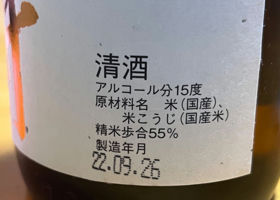 清酒
アルコール分15度
原材料名 米(国産)、
米こうじ(国産米)
精米歩合55%
製造年月
22.09.26